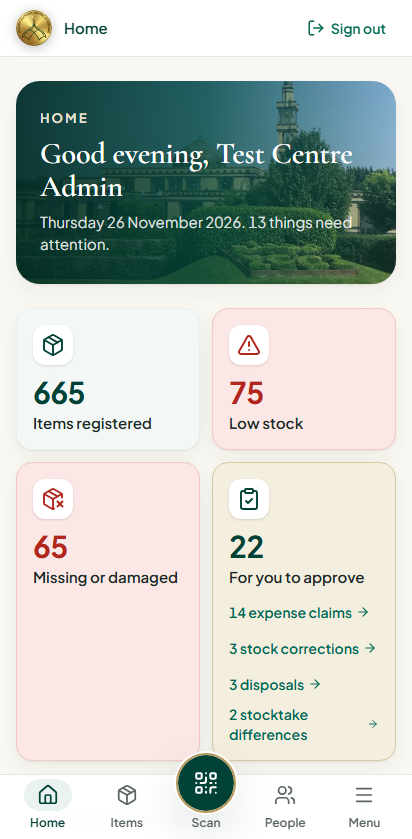 Home
Sign out
HOME
Good evening, Test Centre
Admin
Thursday 26 November 2026. 13 things need
attention.
665
Items registered
75
Low stock
65
Missing or damaged
22
For you to approve
14 expense claims →
3 stock corrections →
3 disposals →
2 stocktake
differences →
Home
Items
Scan
People
Menu